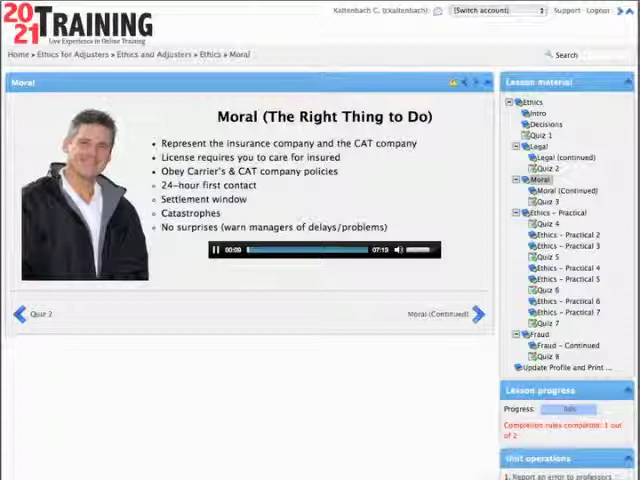 2021 TRAINING
Live Experience in Online Training
Kaltenbach C. (ckaltenbach)
(Switch account)
Support
Logout
Home » Ethics for Adjusters » Ethics and Adjusters » Ethics » Moral
Search
Moral
Moral (The Right Thing to Do)
• Represent the insurance company and the CAT company
• License requires you to care for insured
• Obey Carrier's & CAT company policies
24-hour first contact
Settlement window
Catastrophes
• No surprises (warn managers of delays/problems)
00:09
07:13
Quiz 2
Moral (Continued)
Lesson material
Ethics
Intro
Decisions
Quiz 1
Legal
Legal (continued)
Quiz 2
Moral
Moral (Continued)
Quiz 3
Ethics - Practical
Quiz 4
Ethics - Practical 2
Ethics - Practical 3
Quiz 5
Ethics - Practical 4
Ethics - Practical 5
Quiz 6
Ethics - Practical 6
Ethics - Practical 7
Quiz 7
Fraud
Fraud - Continued
Quiz 8
Update Profile and Print ...
Lesson progress
Progress:
Completion rules completed: 1 out
of 2
Unit operations
1. Report an error to professors